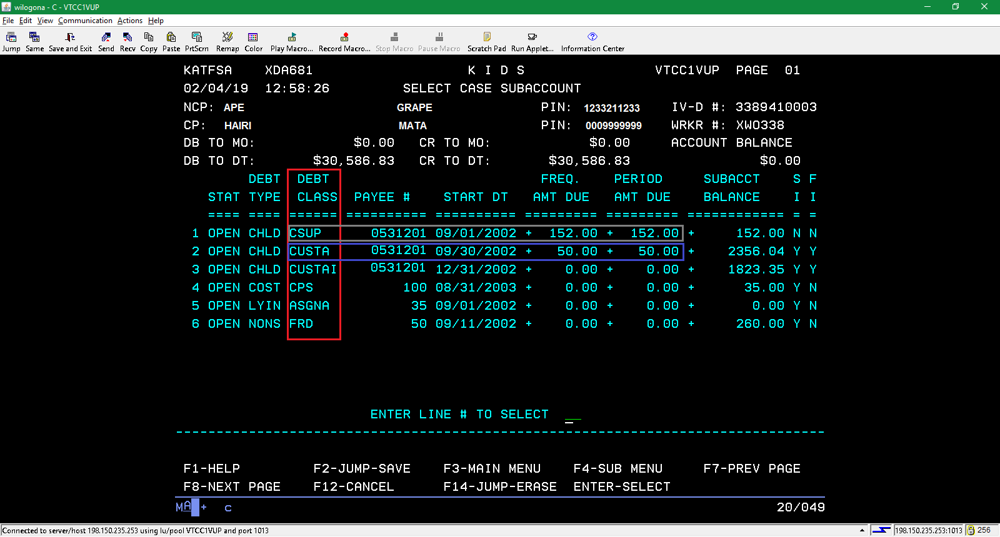 wilogona - C - VTCC1VUP
File Edit View Communication Actions Help
Jump Same Save and Exit Send Recv Copy Paste PrtScrn Remap Color Play Macro... Record Macro... Stop Macro Pause Macro Scratch Pad Run Applet... Information Center
KATFSA XDA681 K I D S VTCC1VUP PAGE 01
02/04/19 12:58:26 SELECT CASE SUBACCOUNT
NCP: APE GRAPE PIN: 1233211233 IV-D #: 3389410003
CP: HAIRI MATA PIN: 0009999999 WRKR #: XWO338
DB TO MO: $0.00 CR TO MO: $0.00 ACCOUNT BALANCE
DB TO DT: $30,586.83 CR TO DT: $30,586.83 $0.00
DEBT DEBT FREQ. PERIOD SUBACCT S F
STAT TYPE CLASS PAYEE # START DT AMT DUE AMT DUE BALANCE I I
==== ==== ====== ========== ========== ========= ========= ============ = =
1 OPEN CHLD CSUP 0531201 09/01/2002 + 152.00 + 152.00 + 152.00 N N
2 OPEN CHLD CUSTA 0531201 09/30/2002 + 50.00 + 50.00 + 2356.04 Y Y
3 OPEN CHLD CUSTAI 0531201 12/31/2002 + 0.00 + 0.00 + 1823.35 Y Y
4 OPEN COST CPS 100 08/31/2003 + 0.00 + 0.00 + 35.00 Y N
5 OPEN LYIN ASGNA 35 09/01/2002 + 0.00 + 0.00 + 0.00 Y N
6 OPEN NONS FRD 50 09/11/2002 + 0.00 + 0.00 + 260.00 Y N
ENTER LINE # TO SELECT __
--------------------------------------------------------------------------------
F1-HELP F2-JUMP-SAVE F3-MAIN MENU F4-SUB MENU F7-PREV PAGE
F8-NEXT PAGE F12-CANCEL F14-JUMP-ERASE ENTER-SELECT
MA + c 20/049
Connected to server/host 198.150.235.253 using lu/pool VTCC1VUP and port 1013 198.150.235.253:1013 256